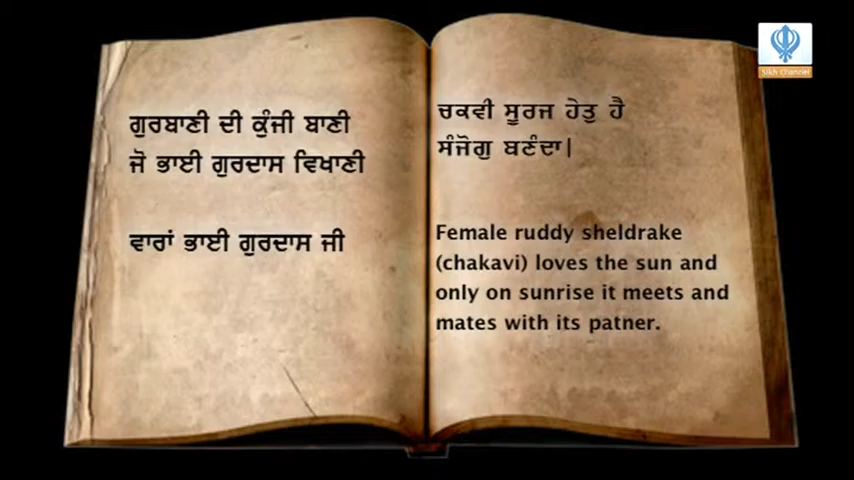 ਗੁਰਬਾਣੀ ਦੀ ਕੁੰਜੀ ਬਾਣੀ
ਜੋ ਭਾਈ ਗੁਰਦਾਸ ਵਿਖਾਣੀ
ਵਾਰਾਂ ਭਾਈ ਗੁਰਦਾਸ ਜੀ
ਚਕਵੀ ਸੂਰਜ ਹੇਤੁ ਹੈ
ਸੰਜੋਗੁ ਬਣੰਦਾ|
Female ruddy sheldrake
(chakavi) loves the sun and
only on sunrise it meets and
mates with its patner.
Sikh Channel